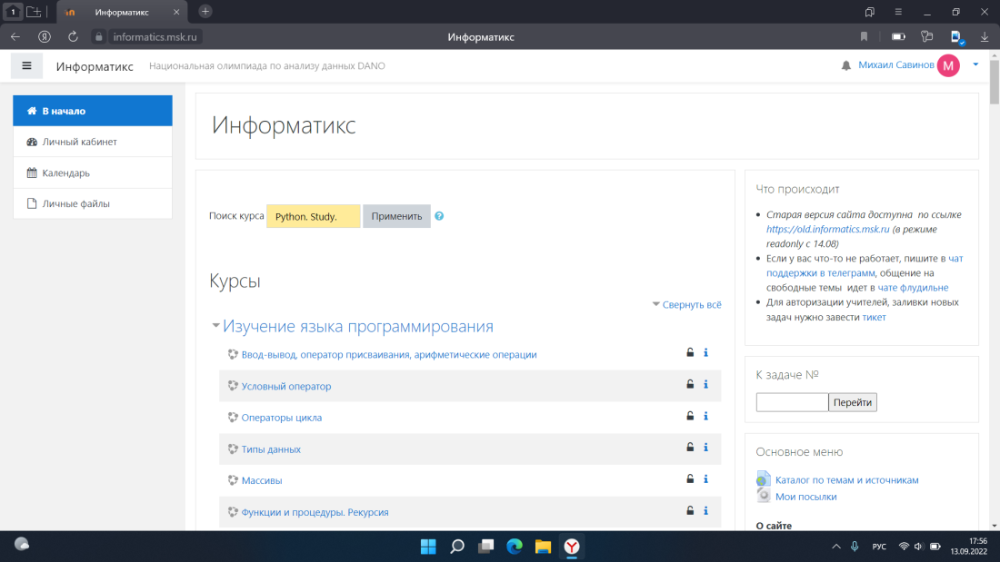 1
Информатикс
informatics.msk.ru
Информатикс
Информатикс
Национальная олимпиада по анализу данных DANO
Михаил Савинов
М
В начало
Личный кабинет
Календарь
Личные файлы
Информатикс
Поиск курса
Python. Study.
Применить
Курсы
Свернуть всё
Изучение языка программирования
Ввод-вывод, оператор присваивания, арифметические операции
Условный оператор
Операторы цикла
Типы данных
Массивы
Функции и процедуры. Рекурсия
Что происходит
Старая версия сайта доступна по ссылке
https://old.informatics.msk.ru (в режиме
readonly с 14.08)
Если у вас что-то не работает, пишите в чат
поддержки в телеграмм, общение на
свободные темы идет в чате флудильне
Для авторизации учителей, заливки новых
задач нужно завести тикет
К задаче №
Перейти
Основное меню
Каталог по темам и источникам
Мои посылки
О сайте
РУС
17:56
13.09.2022